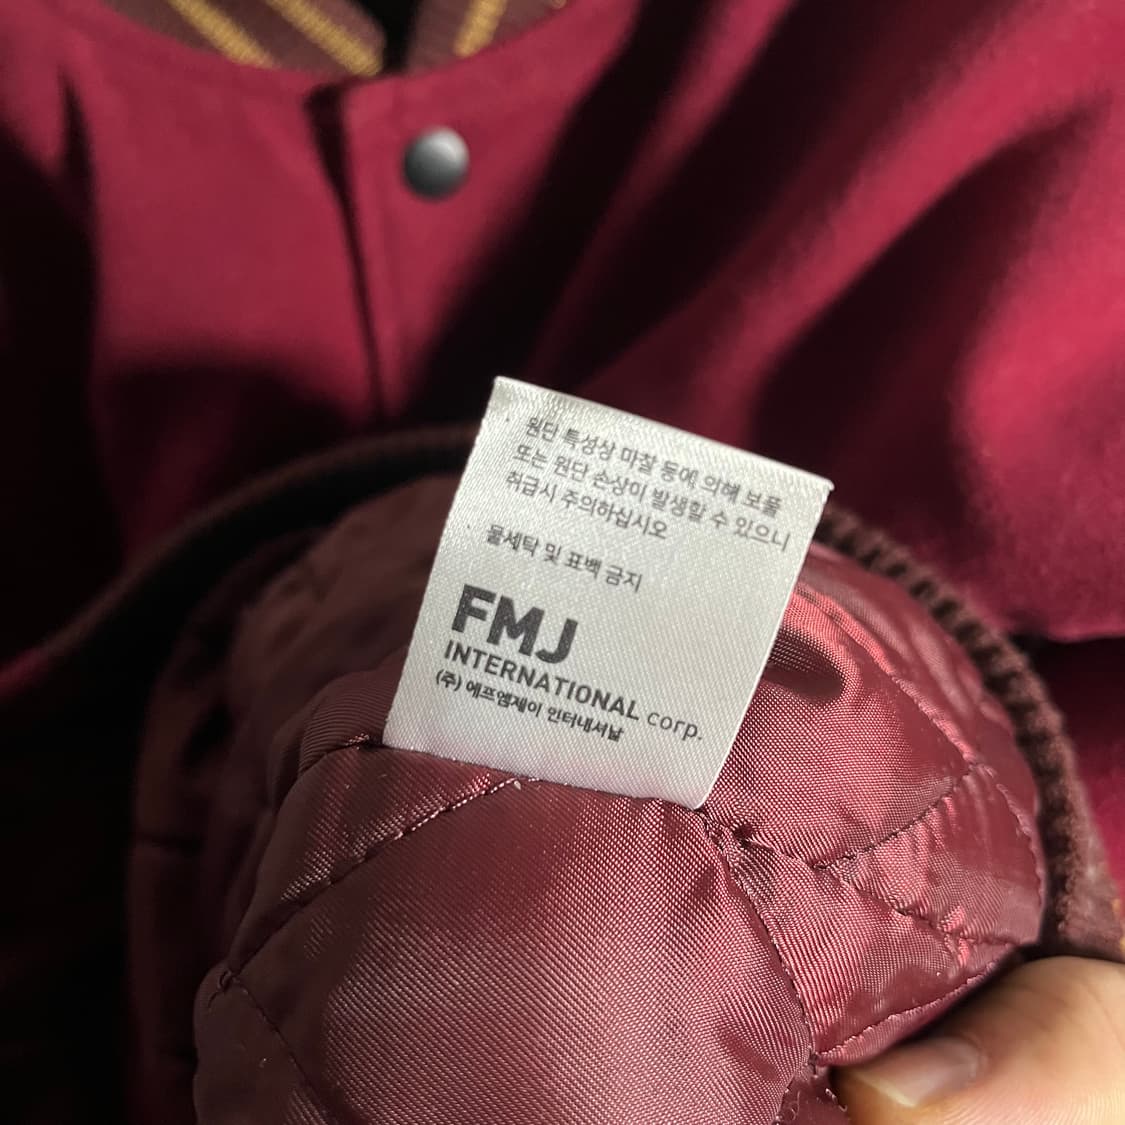 · 원단 특성상 마찰 등에 의해 보풀
또는 원단 손상이 발생할 수 있으니
취급시 주의하십시오
· 물세탁 및 표백 금지
FMJ
INTERNATIONAL corp.
(주) 에프엠제이 인터내셔날